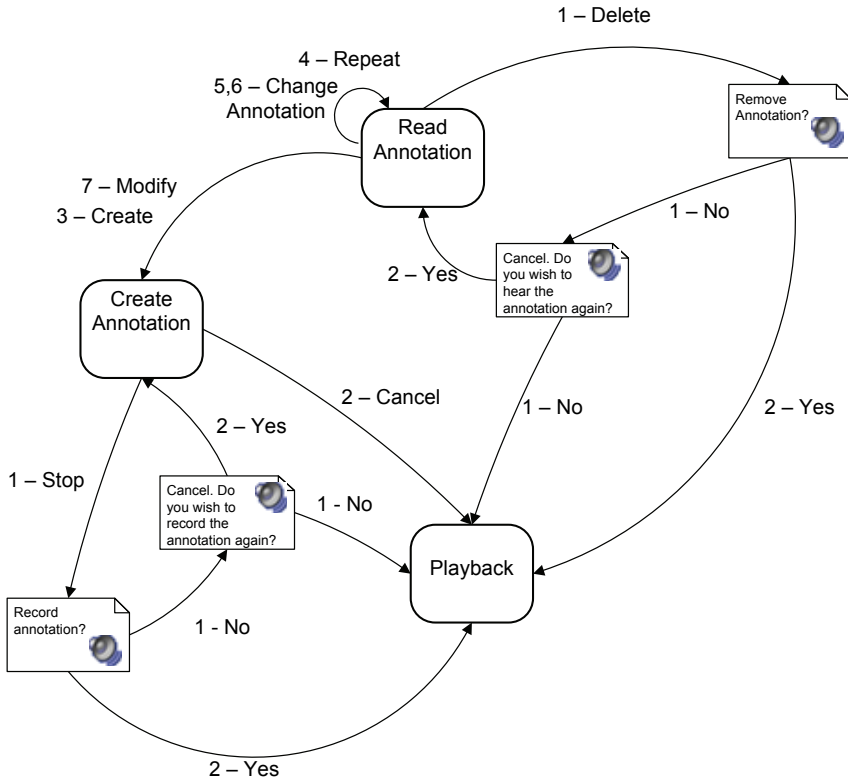 1 – Delete
4 – Repeat
5,6 – Change
Annotation
Read
Annotation
Remove
Annotation?
7 – Modify
3 – Create
1 – No
2 – Yes
Cancel. Do
you wish to
hear the
annotation again?
Create
Annotation
2 – Cancel
1 – No
2 – Yes
2 – Yes
1 – Stop
Cancel. Do
you wish to
record the
annotation again?
1 - No
Playback
Record
annotation?
1 - No
2 – Yes